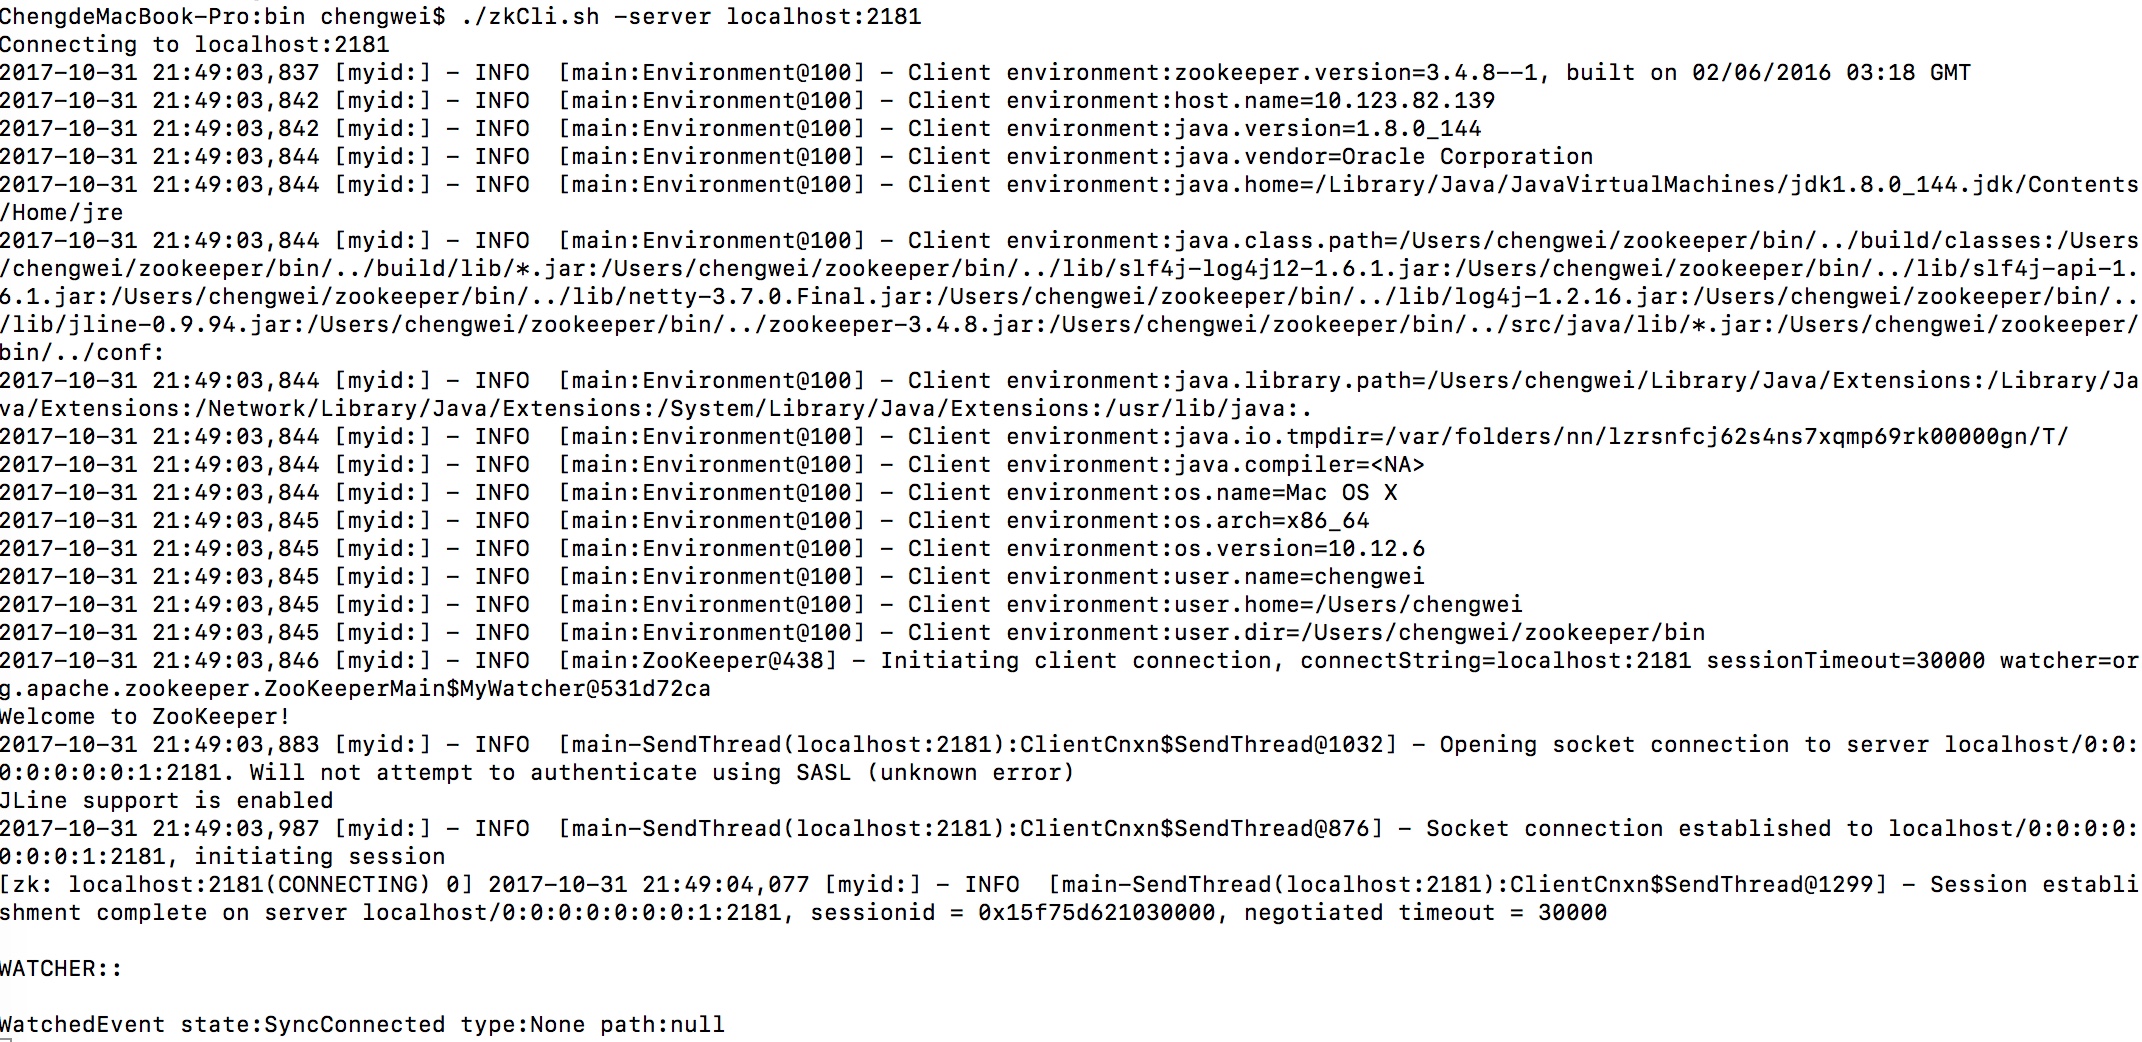 ChengdeMacBook-Pro:bin chengwei$ ./zkCli.sh -server localhost:2181
Connecting to localhost:2181
2017-10-31 21:49:03,837 [myid:] - INFO  [main:Environment@100] - Client environment:zookeeper.version=3.4.8--1, built on 02/06/2016 03:18 GMT
2017-10-31 21:49:03,842 [myid:] - INFO  [main:Environment@100] - Client environment:host.name=10.123.82.139
2017-10-31 21:49:03,842 [myid:] - INFO  [main:Environment@100] - Client environment:java.version=1.8.0_144
2017-10-31 21:49:03,844 [myid:] - INFO  [main:Environment@100] - Client environment:java.vendor=Oracle Corporation
2017-10-31 21:49:03,844 [myid:] - INFO  [main:Environment@100] - Client environment:java.home=/Library/Java/JavaVirtualMachines/jdk1.8.0_144.jdk/Contents
/Home/jre
2017-10-31 21:49:03,844 [myid:] - INFO  [main:Environment@100] - Client environment:java.class.path=/Users/chengwei/zookeeper/bin/../build/classes:/Users
/chengwei/zookeeper/bin/../build/lib/*.jar:/Users/chengwei/zookeeper/bin/../lib/slf4j-log4j12-1.6.1.jar:/Users/chengwei/zookeeper/bin/../lib/slf4j-api-1.
6.1.jar:/Users/chengwei/zookeeper/bin/../lib/netty-3.7.0.Final.jar:/Users/chengwei/zookeeper/bin/../lib/log4j-1.2.16.jar:/Users/chengwei/zookeeper/bin/..
/lib/jline-0.9.94.jar:/Users/chengwei/zookeeper/bin/../zookeeper-3.4.8.jar:/Users/chengwei/zookeeper/bin/../src/java/lib/*.jar:/Users/chengwei/zookeeper/
bin/../conf:
2017-10-31 21:49:03,844 [myid:] - INFO  [main:Environment@100] - Client environment:java.library.path=/Users/chengwei/Library/Java/Extensions:/Library/Ja
va/Extensions:/Network/Library/Java/Extensions:/System/Library/Java/Extensions:/usr/lib/java:.
2017-10-31 21:49:03,844 [myid:] - INFO  [main:Environment@100] - Client environment:java.io.tmpdir=/var/folders/nn/lzrsnfcj62s4ns7xqmp69rk00000gn/T/
2017-10-31 21:49:03,844 [myid:] - INFO  [main:Environment@100] - Client environment:java.compiler=<NA>
2017-10-31 21:49:03,844 [myid:] - INFO  [main:Environment@100] - Client environment:os.name=Mac OS X
2017-10-31 21:49:03,845 [myid:] - INFO  [main:Environment@100] - Client environment:os.arch=x86_64
2017-10-31 21:49:03,845 [myid:] - INFO  [main:Environment@100] - Client environment:os.version=10.12.6
2017-10-31 21:49:03,845 [myid:] - INFO  [main:Environment@100] - Client environment:user.name=chengwei
2017-10-31 21:49:03,845 [myid:] - INFO  [main:Environment@100] - Client environment:user.home=/Users/chengwei
2017-10-31 21:49:03,845 [myid:] - INFO  [main:Environment@100] - Client environment:user.dir=/Users/chengwei/zookeeper/bin
2017-10-31 21:49:03,846 [myid:] - INFO  [main:ZooKeeper@438] - Initiating client connection, connectString=localhost:2181 sessionTimeout=30000 watcher=or
g.apache.zookeeper.ZooKeeperMain$MyWatcher@531d72ca
Welcome to ZooKeeper!
2017-10-31 21:49:03,883 [myid:] - INFO  [main-SendThread(localhost:2181):ClientCnxn$SendThread@1032] - Opening socket connection to server localhost/0:0:
0:0:0:0:0:1:2181. Will not attempt to authenticate using SASL (unknown error)
JLine support is enabled
2017-10-31 21:49:03,987 [myid:] - INFO  [main-SendThread(localhost:2181):ClientCnxn$SendThread@876] - Socket connection established to localhost/0:0:0:0:
0:0:0:1:2181, initiating session
[zk: localhost:2181(CONNECTING) 0] 2017-10-31 21:49:04,077 [myid:] - INFO  [main-SendThread(localhost:2181):ClientCnxn$SendThread@1299] - Session establi
shment complete on server localhost/0:0:0:0:0:0:0:1:2181, sessionid = 0x15f75d621030000, negotiated timeout = 30000
WATCHER::
WatchedEvent state:SyncConnected type:None path:null